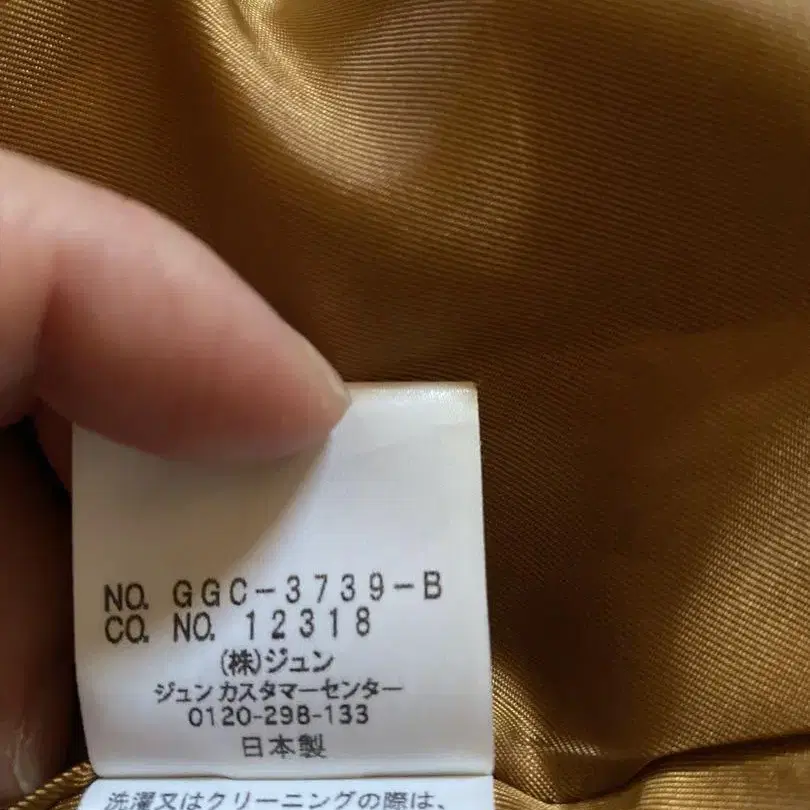 NO. GGC-3739-B
CO. NO. 12318
(株)ジュン
ジュンカスタマーセンター
0120-298-133
日本製
洗濯又はクリーニングの際は、